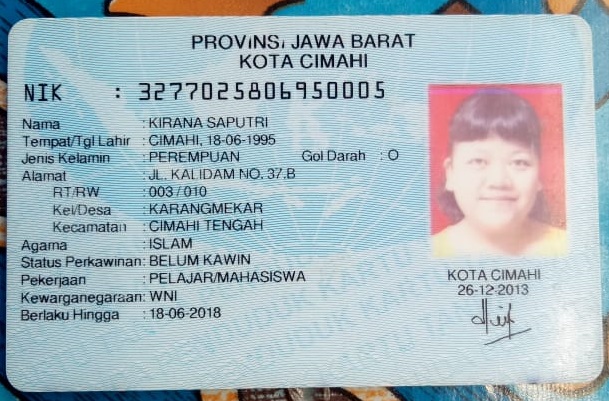 PROVINSI JAWA BARAT
KOTA CIMAHI
NIK : 3277025806950005
Nama : KIRANA SAPUTRI
Tempat/Tgl Lahir : CIMAHI, 18-06-1995
Jenis Kelamin : PEREMPUAN Gol Darah : O
Alamat : JL. KALIDAM NO. 37.B
RT/RW : 003 / 010
Kel/Desa : KARANGMEKAR
Kecamatan : CIMAHI TENGAH
Agama : ISLAM
Status Perkawinan: BELUM KAWIN
Pekerjaan : PELAJAR/MAHASISWA
Kewarganegaraan: WNI
Berlaku Hingga : 18-06-2018
KOTA CIMAHI
26-12-2013